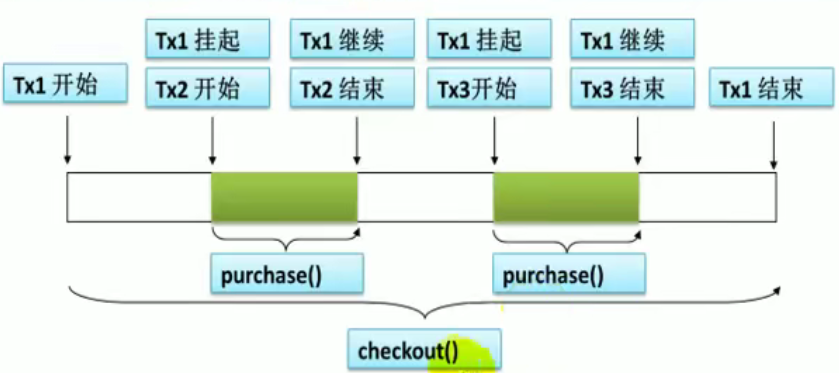 Tx1 挂起
Tx1 继续
Tx1 挂起
Tx1 继续
Tx1 开始
Tx2 开始
Tx2 结束
Tx3开始
Tx3 结束
Tx1 结束
purchase()
purchase()
checkout()